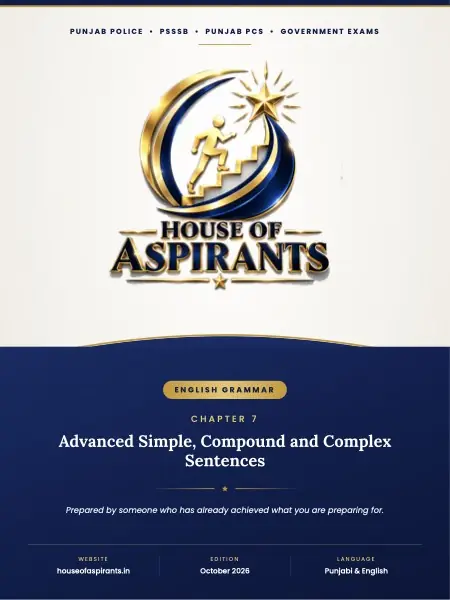 PUNJAB POLICE • PSSSB • PUNJAB PCS • GOVERNMENT EXAMS
HOUSE OF
ASPIRANTS
ENGLISH GRAMMAR
CHAPTER 7
Advanced Simple, Compound and Complex
Sentences
Prepared by someone who has already achieved what you are preparing for.
WEBSITE
houseofaspirants.in
EDITION
October 2026
LANGUAGE
Punjabi & English